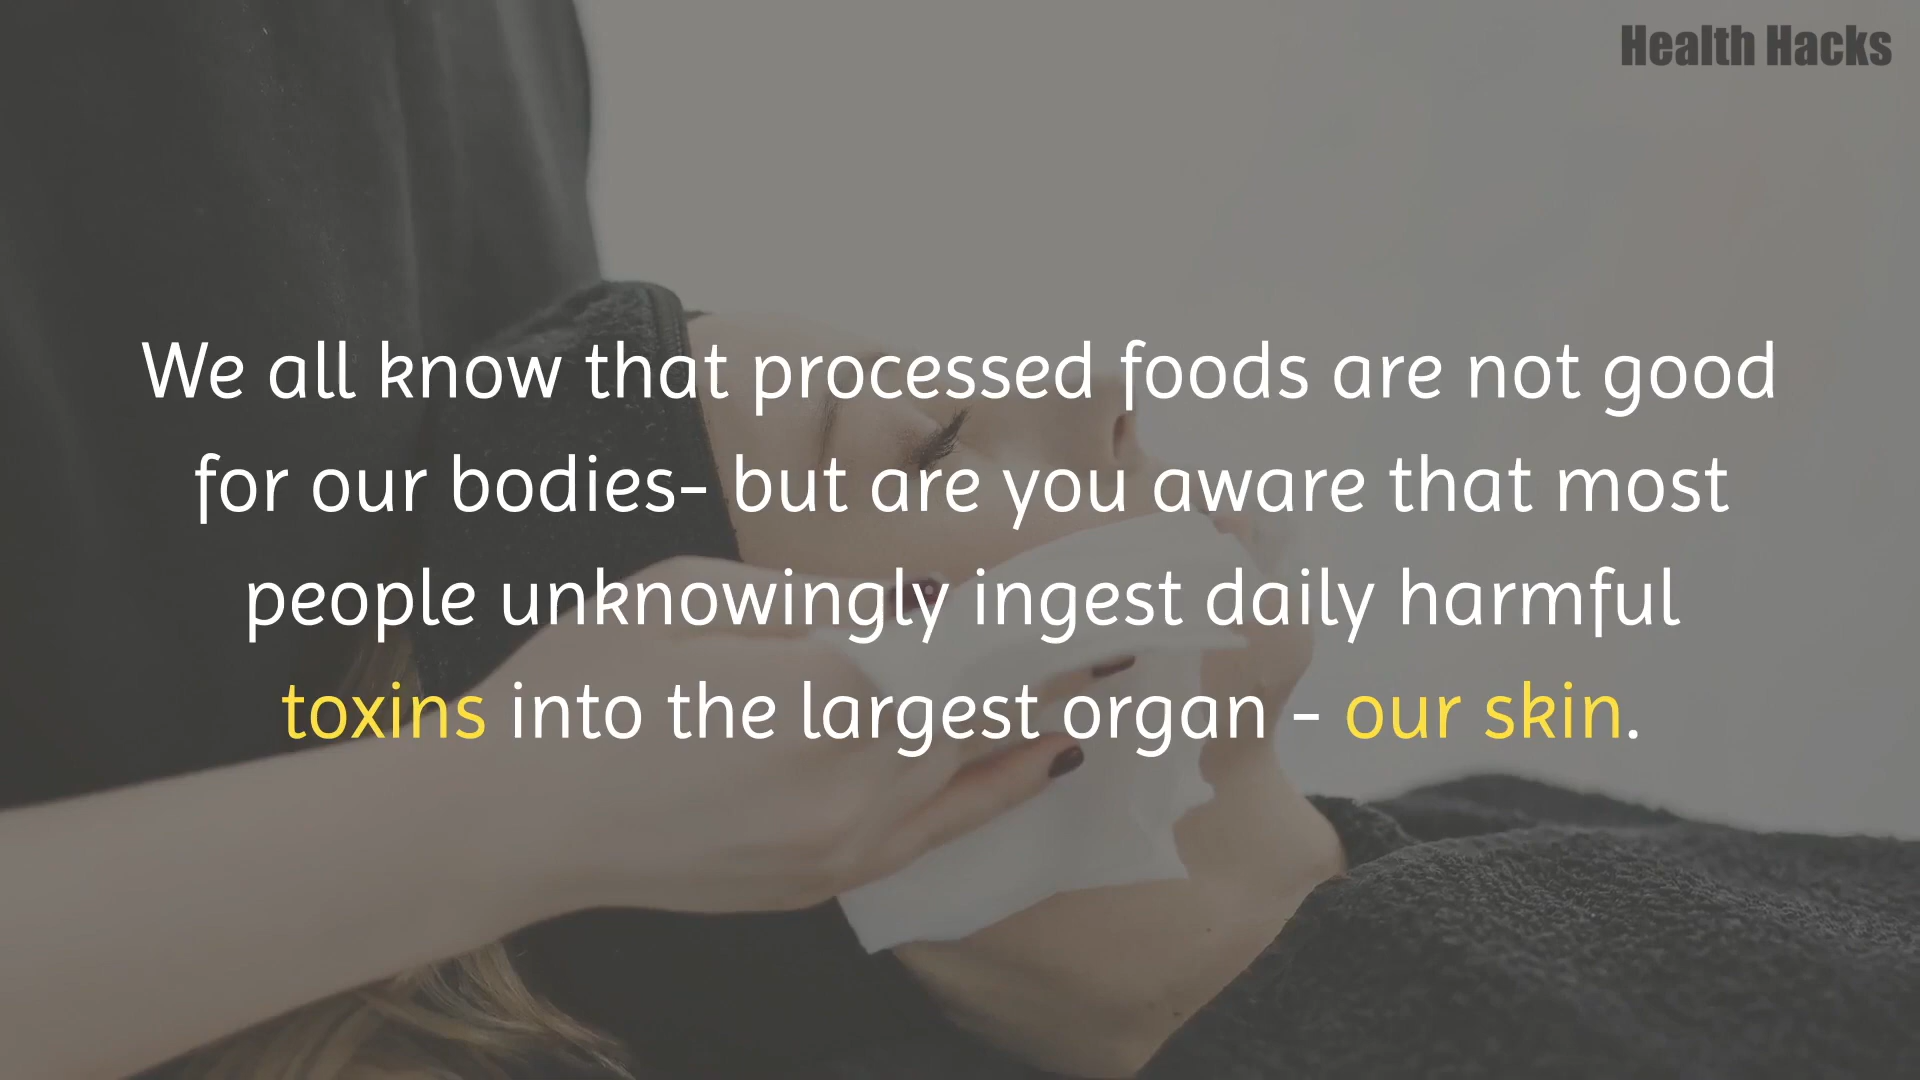 Health Hacks
We all know that processed foods are not good
for our bodies- but are you aware that most
people unknowingly ingest daily harmful
toxins into the largest organ - our skin.